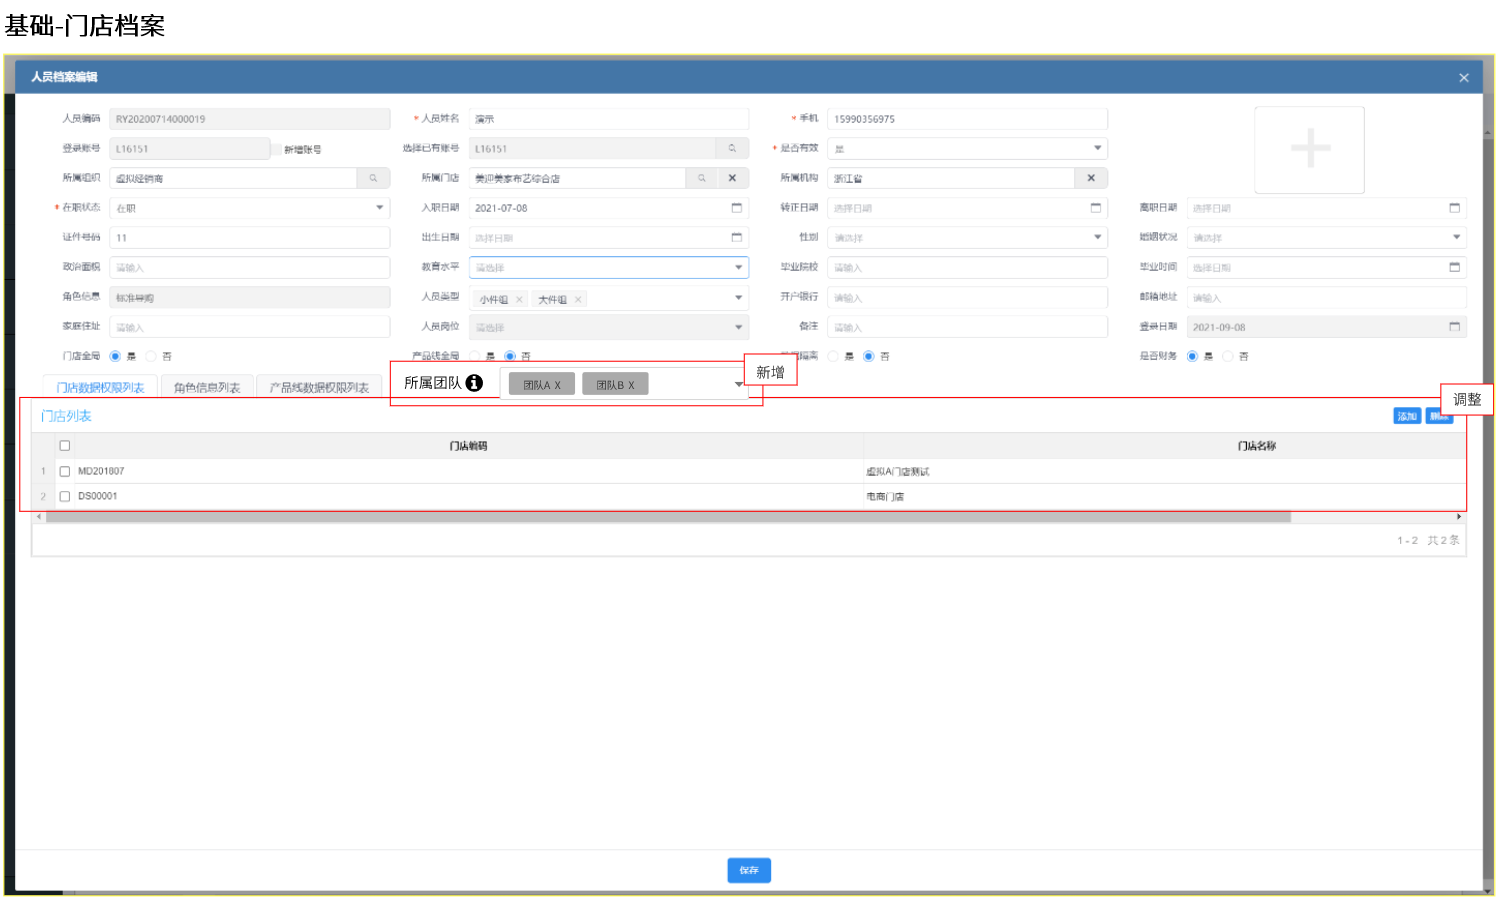 基础-门店档案
人员档案编辑
人员编码 RY20200714000019 * 人员姓名 演示 * 手机 15990356975
登录账号 L16151 新增账号 选择已有账号 L16151 * 是否有效 是
所属组织 虚拟经销商 所属门店 美迎美家布艺综合店 所属机构 浙江省
* 在职状态 在职 入职日期 2021-07-08 转正日期 选择日期 离职日期 选择日期
证件号码 11 出生日期 选择日期 性别 请选择 婚姻状况 请选择
政治面貌 请输入 教育水平 请选择 毕业院校 请输入 毕业时间 选择日期
角色信息 标准导购 人员类型 小件组 × 大件组 × 开户银行 请输入 邮箱地址 请输入
家庭住址 请输入 人员岗位 请选择 备注 请输入 登录日期 2021-09-08
门店全局 是 否 产品线全局 是 否 隔离 是 否 是否财务 是 否
新增
门店数据权限列表 角色信息列表 产品线数据权限列表 所属团队 团队A X 团队B X
调整
门店列表 添加 删除
门店编码 门店名称
1 MD201807 虚拟A门店测试
2 DS00001 电商门店
1 - 2 共 2 条
保存